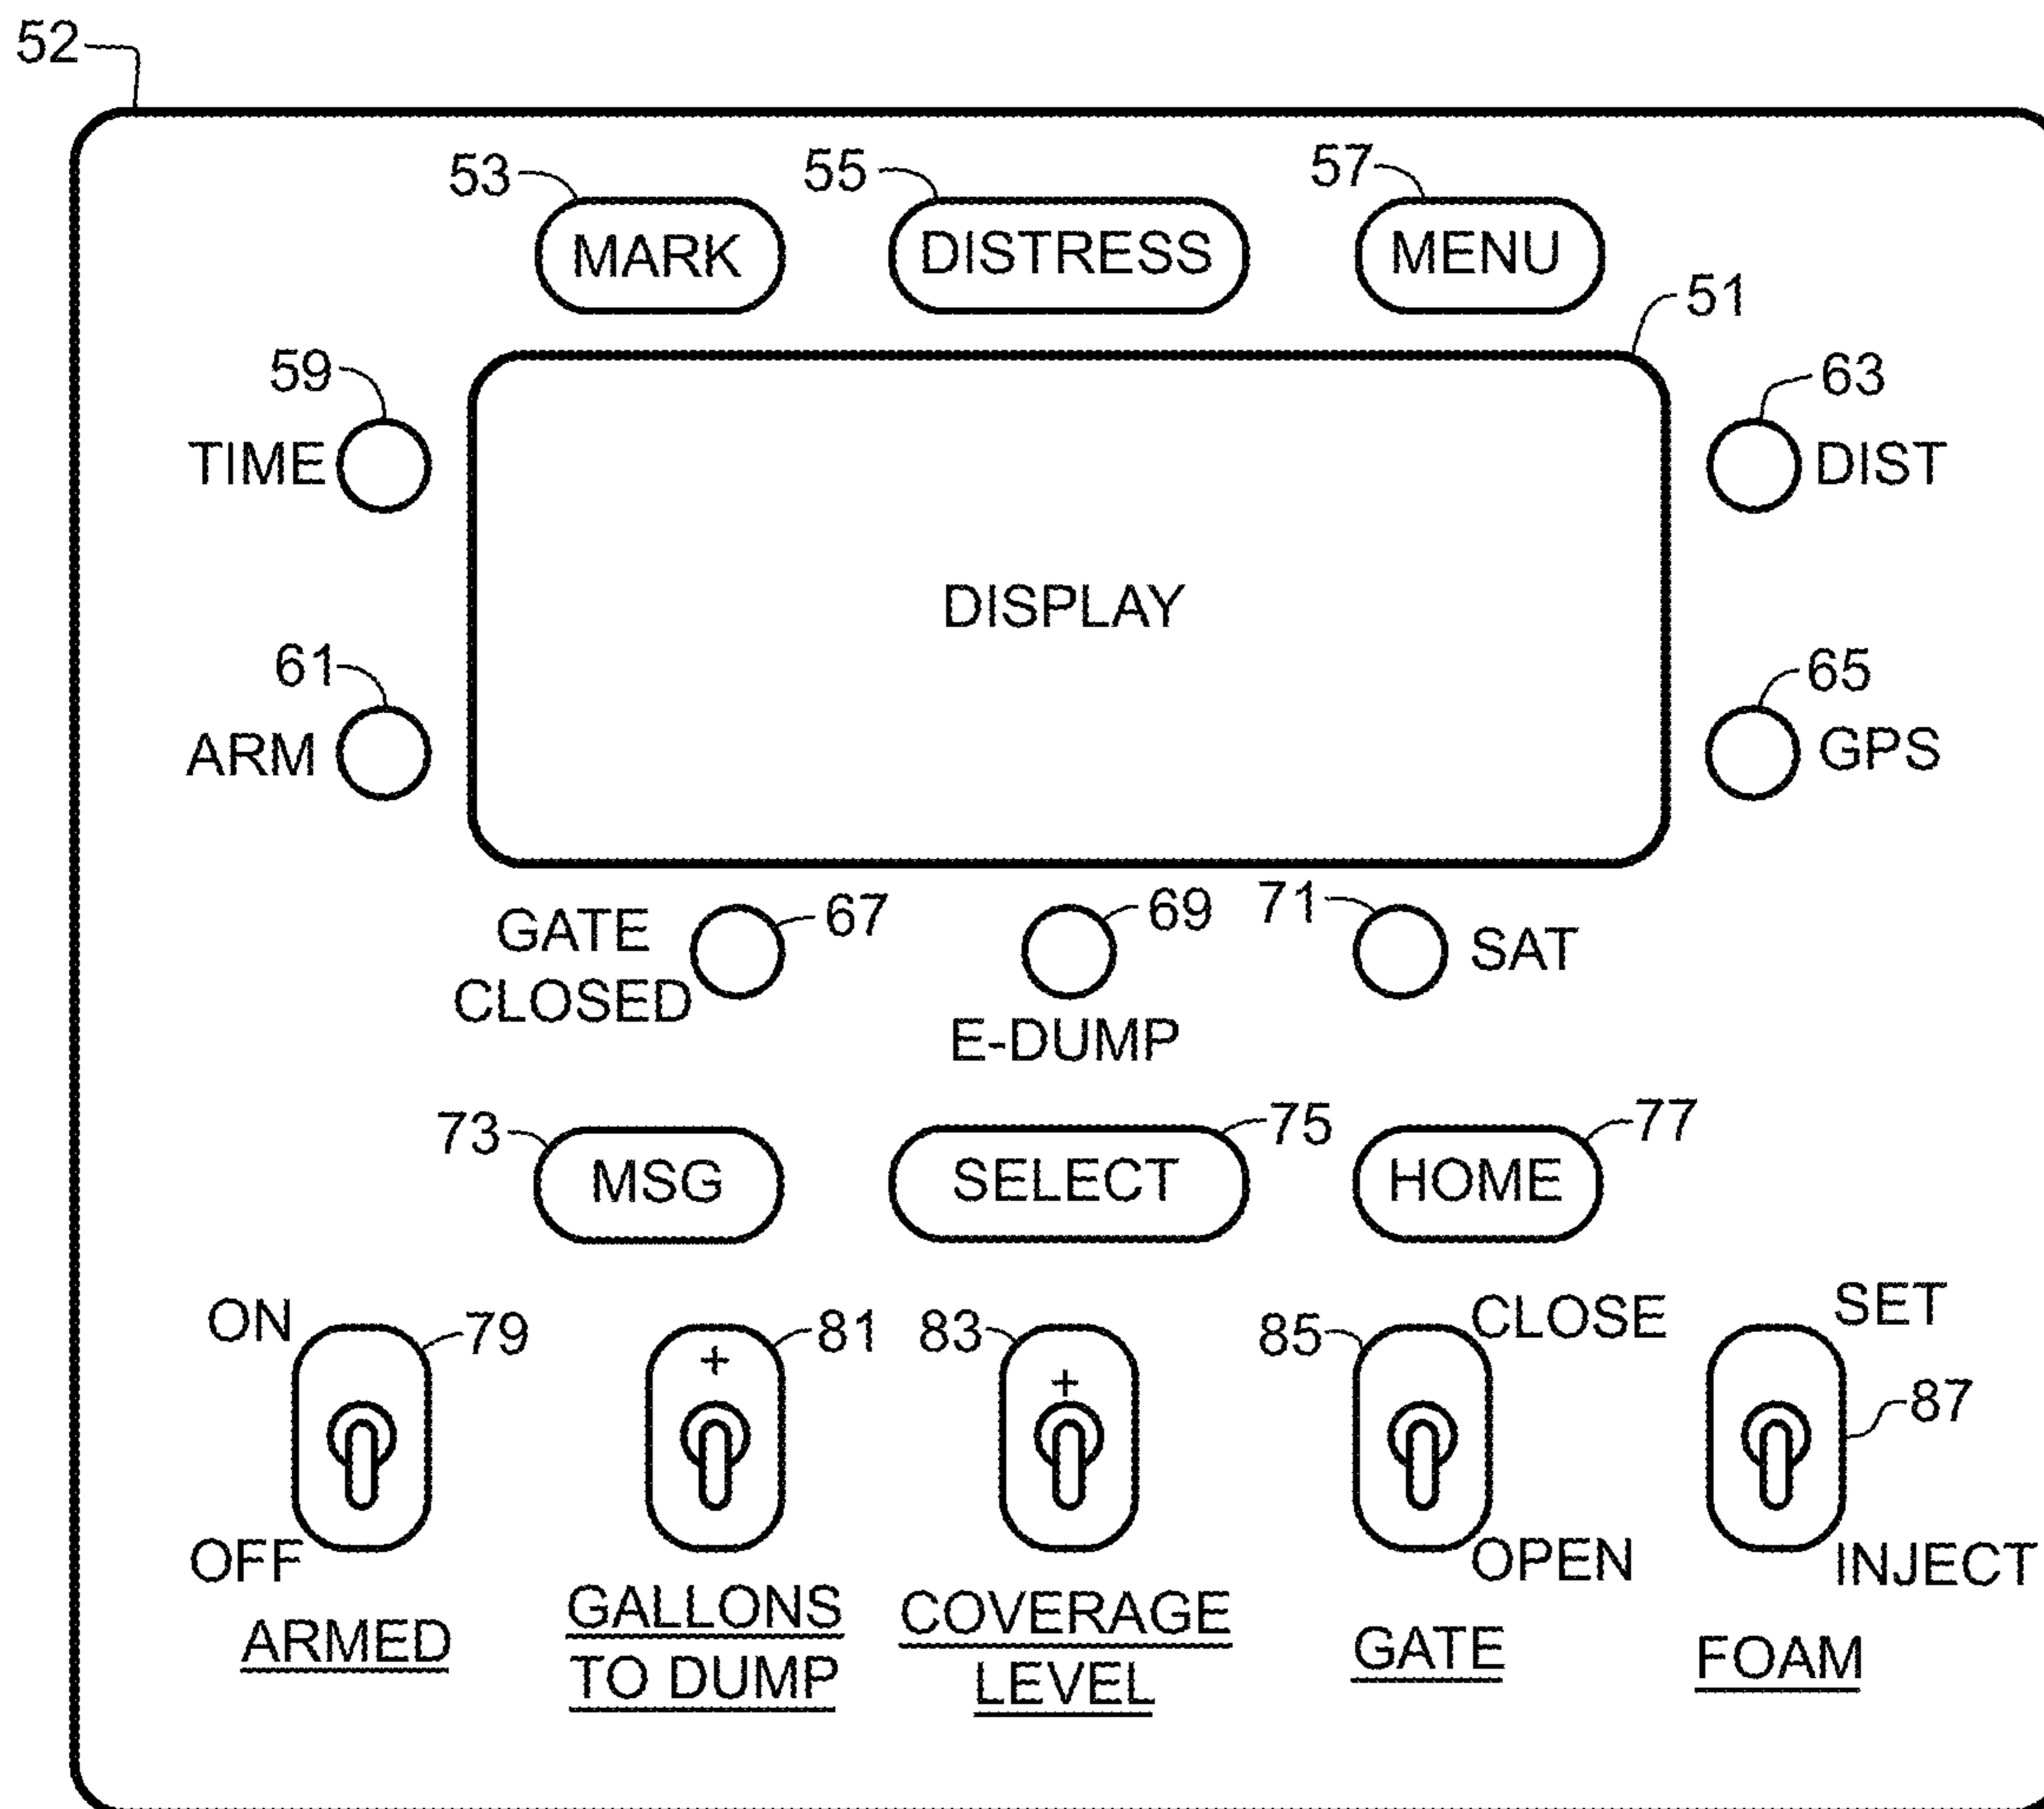 52
53 55 57
MARK DISTRESS MENU
51
59 63
TIME DIST
DISPLAY
61 65
ARM GPS
67 69 71
GATE
CLOSED
SAT
E-DUMP
73 75 77
MSG SELECT HOME
ON 79 81 83 85 CLOSE SET
+ +
87
OFF OPEN INJECT
ARMED
GALLONS
TO DUMP
COVERAGE
LEVEL
GATE
FOAM